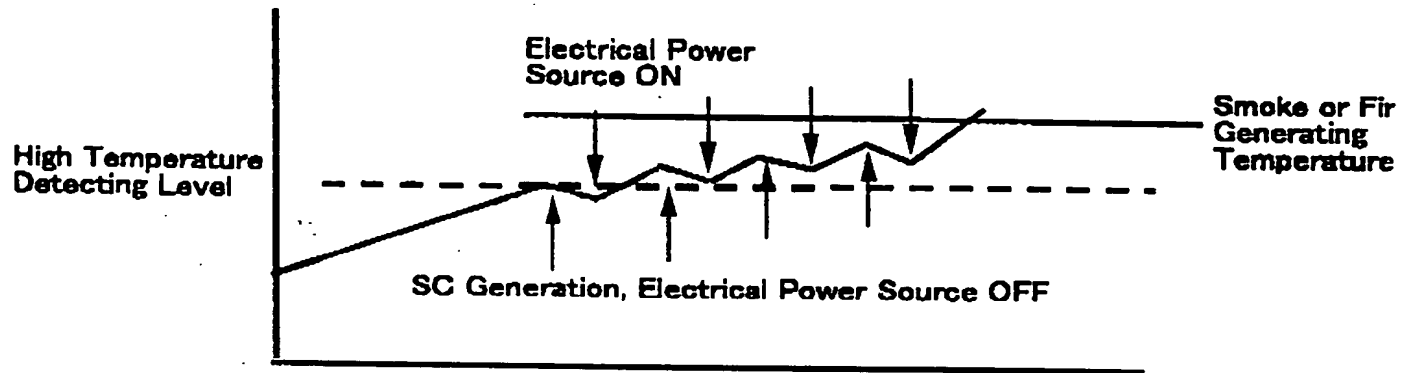 Electrical Power
Source ON
Smoke or Fir
Generating
Temperature
High Temperature
Detecting Level
SC Generation, Electrical Power Source OFF